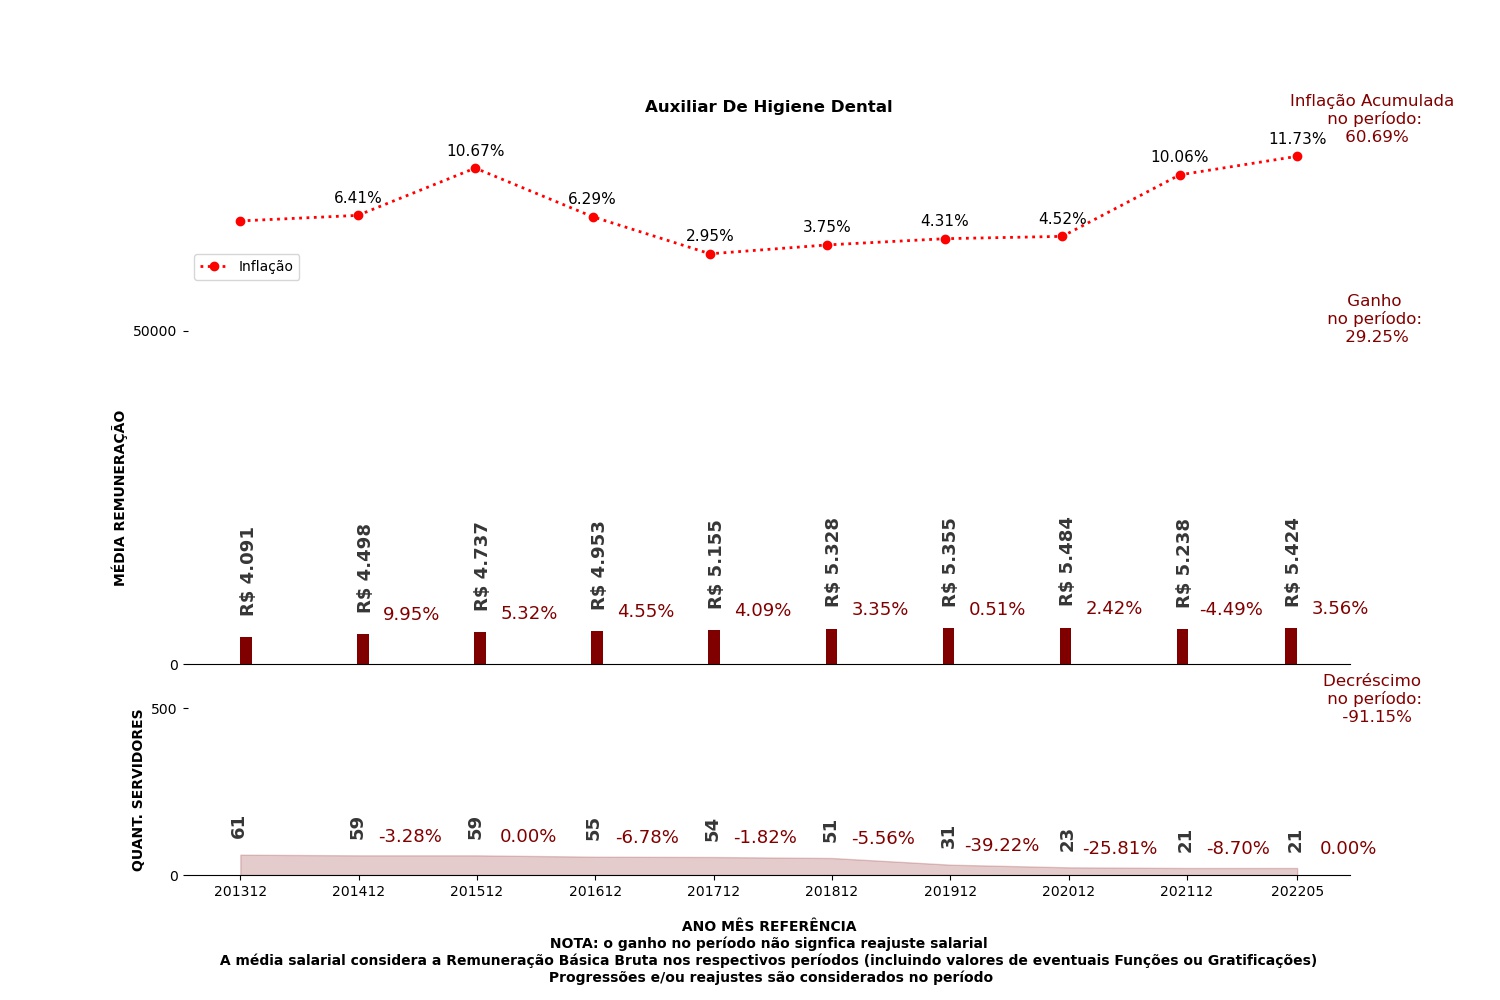 Auxiliar De Higiene Dental
Inflação Acumulada
no período:
60.69%
6.41%
10.67%
6.29%
2.95%
3.75%
4.31%
4.52%
10.06%
11.73%
Inflação
Ganho
no período:
29.25%
50000
0
MÉDIA REMUNERAÇÃO
R$ 4.091
R$ 4.498
R$ 4.737
R$ 4.953
R$ 5.155
R$ 5.328
R$ 5.355
R$ 5.484
R$ 5.238
R$ 5.424
9.95%
5.32%
4.55%
4.09%
3.35%
0.51%
2.42%
-4.49%
3.56%
Decréscimo
no período:
-91.15%
500
0
QUANT. SERVIDORES
61
59
59
55
54
51
31
23
21
21
-3.28%
0.00%
-6.78%
-1.82%
-5.56%
-39.22%
-25.81%
-8.70%
0.00%
201312
201412
201512
201612
201712
201812
201912
202012
202112
202205
ANO MÊS REFERÊNCIA
NOTA: o ganho no período não signfica reajuste salarial
A média salarial considera a Remuneração Básica Bruta nos respectivos períodos (incluindo valores de eventuais Funções ou Gratificações)
Progressões e/ou reajustes são considerados no período